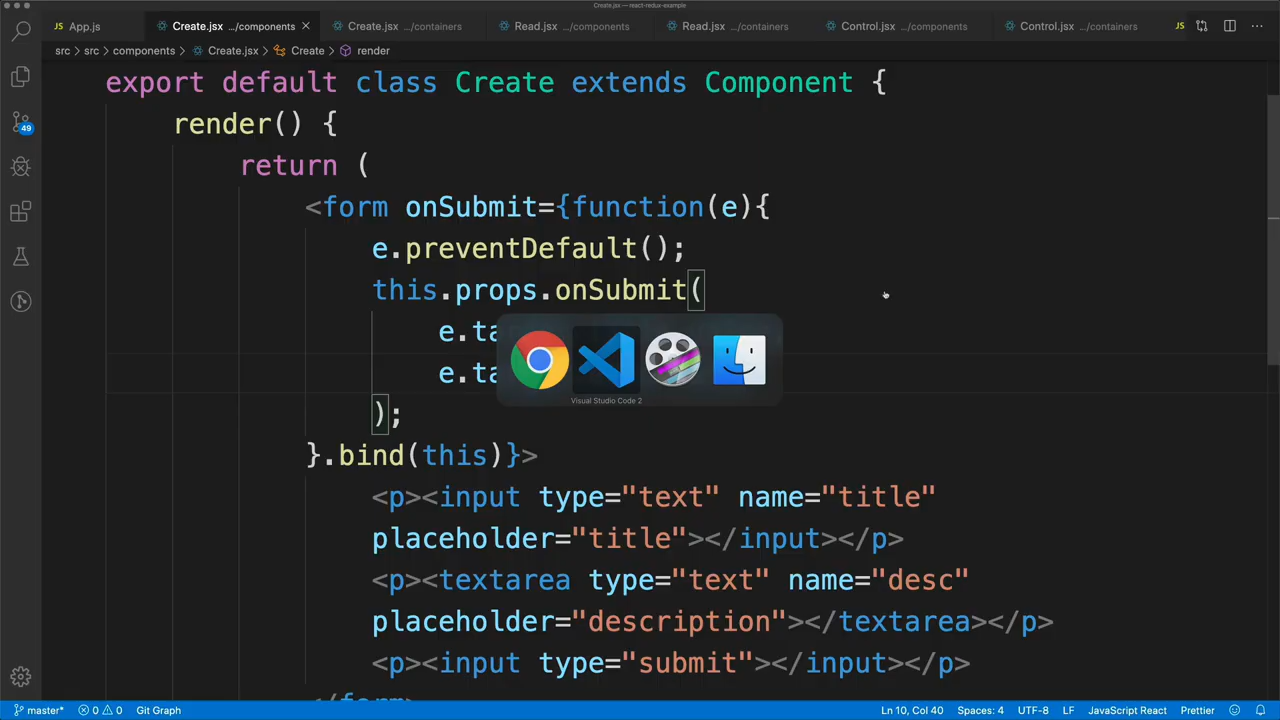 Create.jsx — react-redux-example
JS App.js
Create.jsx .../components
Create.jsx .../containers
Read.jsx .../components
Read.jsx .../containers
Control.jsx .../components
Control.jsx .../containers
JS
src > src > components > Create.jsx > Create > render
export default class Create extends Component {
render() {
return (
<form onSubmit={function(e){
e.preventDefault();
this.props.onSubmit(
e.ta
e.ta
);
}.bind(this)}>
<p><input type="text" name="title"
placeholder="title"></input></p>
<p><textarea type="text" name="desc"
placeholder="description"></textarea></p>
<p><input type="submit"></input></p>
</form>
Visual Studio Code 2
49
master* 0 0 Git Graph
Ln 10, Col 40 Spaces: 4 UTF-8 LF JavaScript React Prettier